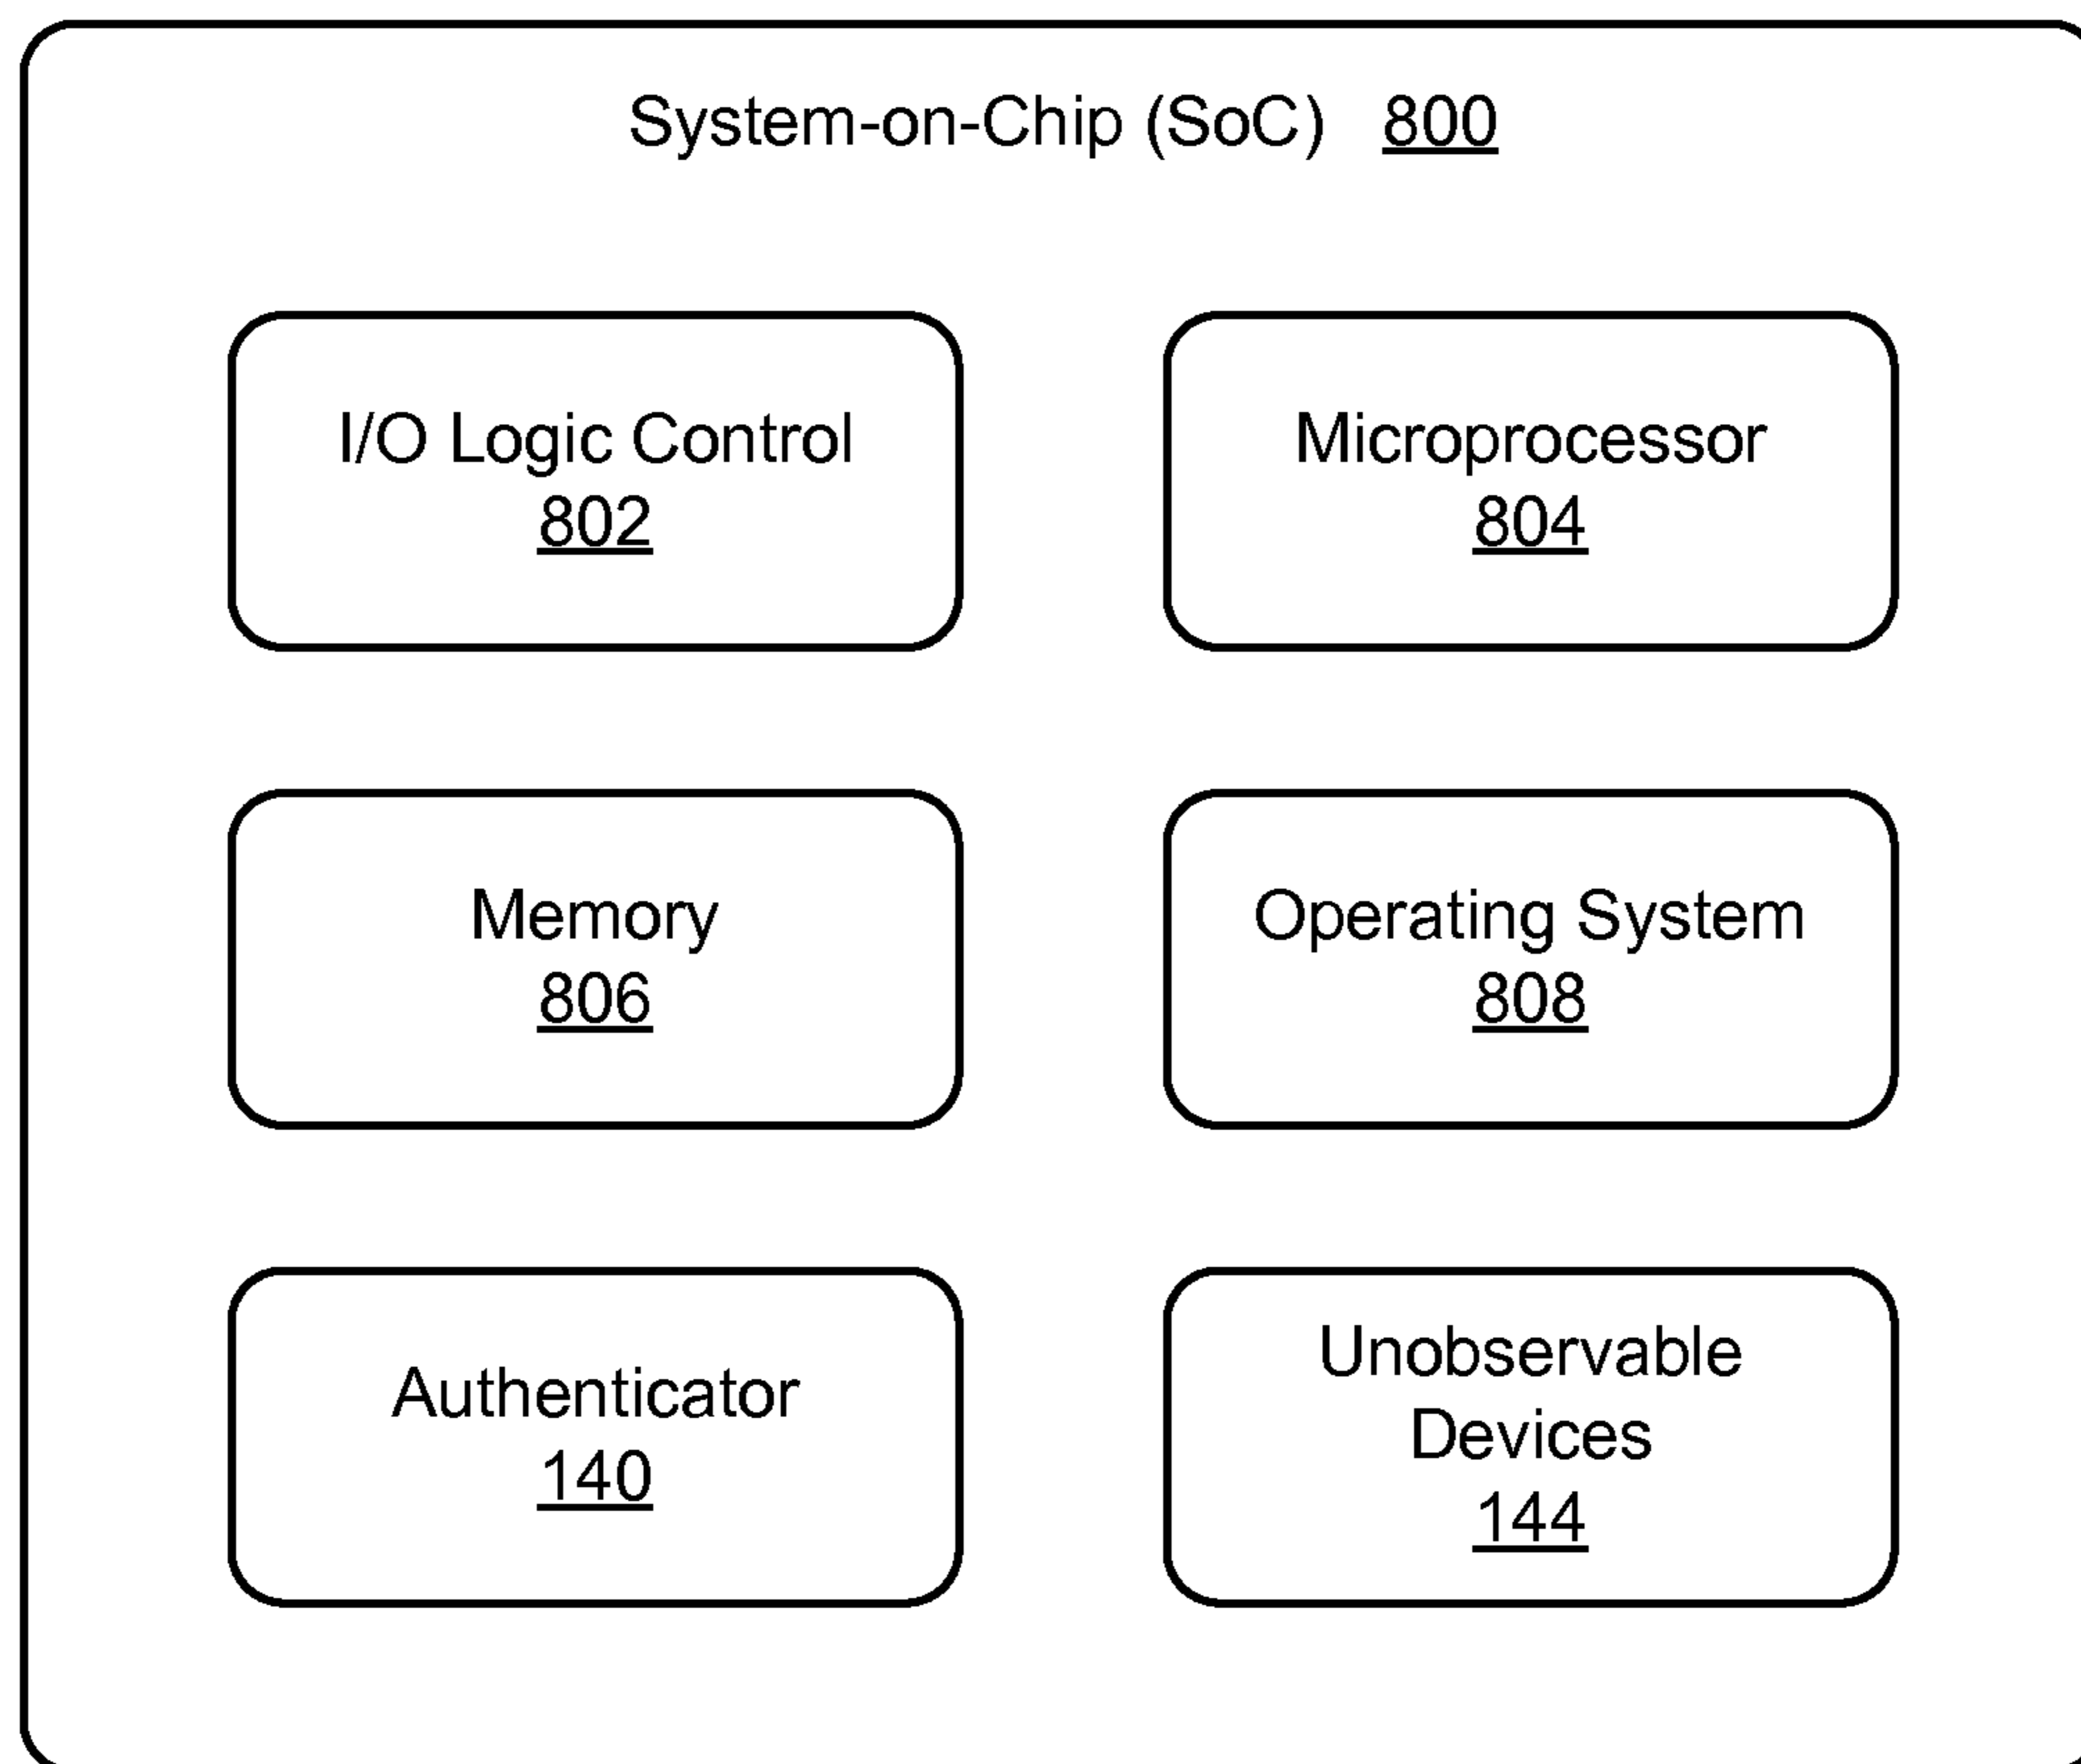 System-on-Chip (SoC) 800
I/O Logic Control
802
Microprocessor
804
Memory
806
Operating System
808
Authenticator
140
Unobservable
Devices
144